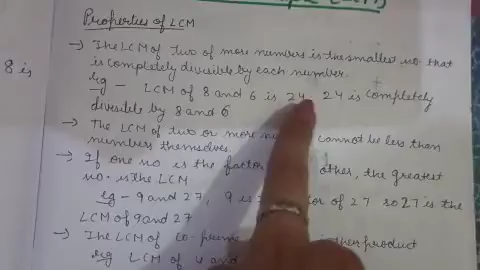 Properties of LCM
→ The LCM of two of more numbers is the smallest no. that
8 is
is completely divisible by each number.
eg - LCM of 8 and 6 is 24 24 is completely
divisible by 8 and 6
→ The LCM of two or more cannot be less than
numbers themselves.
→ If one no is the factor other, the greatest
no. is the LCM
eg - 9 and 27, 9 is of 27 so 27 is the
LCM of 9 and 27
→ The LCM of co-prime product
eg LCM of 4 and